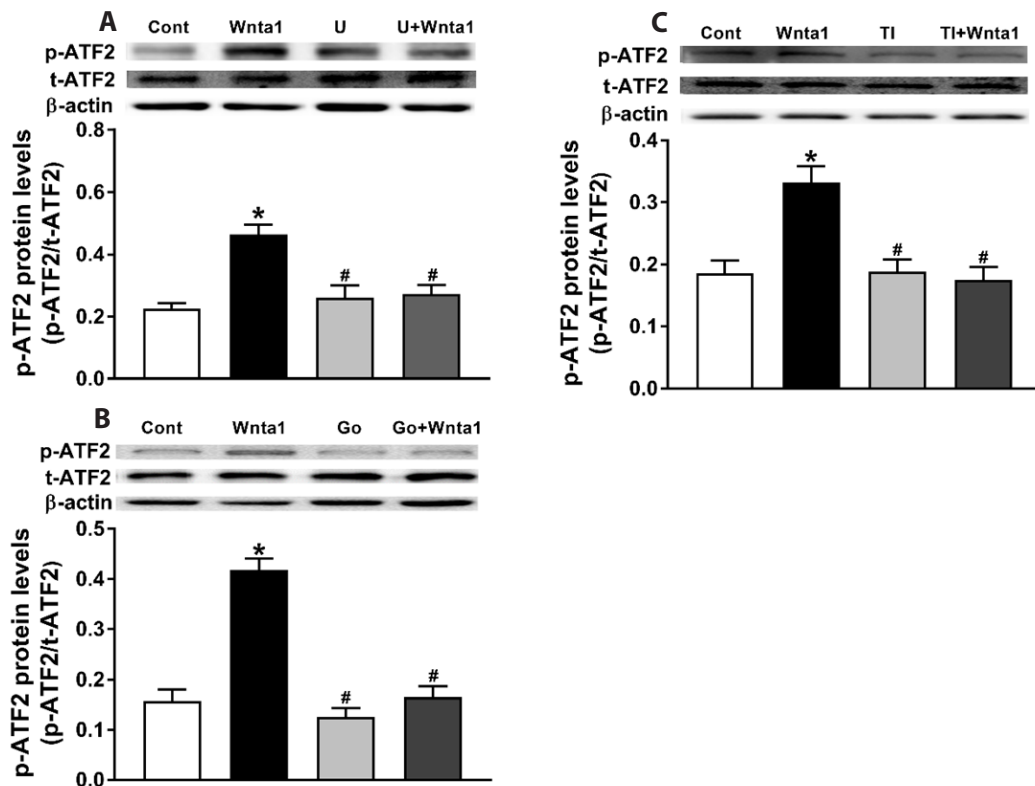 A
Cont Wnta1 U U+Wnta1
p-ATF2
t-ATF2
β-actin
p-ATF2 protein levels
(p-ATF2/t-ATF2)
0.8
0.6
0.4
0.2
0.0
*
#
#
B
Cont Wnta1 Go Go+Wnta1
p-ATF2
t-ATF2
β-actin
p-ATF2 protein levels
(p-ATF2/t-ATF2)
0.5
0.4
0.3
0.2
0.1
0.0
*
#
#
C
Cont Wnta1 TI TI+Wnta1
p-ATF2
t-ATF2
β-actin
p-ATF2 protein levels
(p-ATF2/t-ATF2)
0.4
0.3
0.2
0.1
0.0
*
#
#